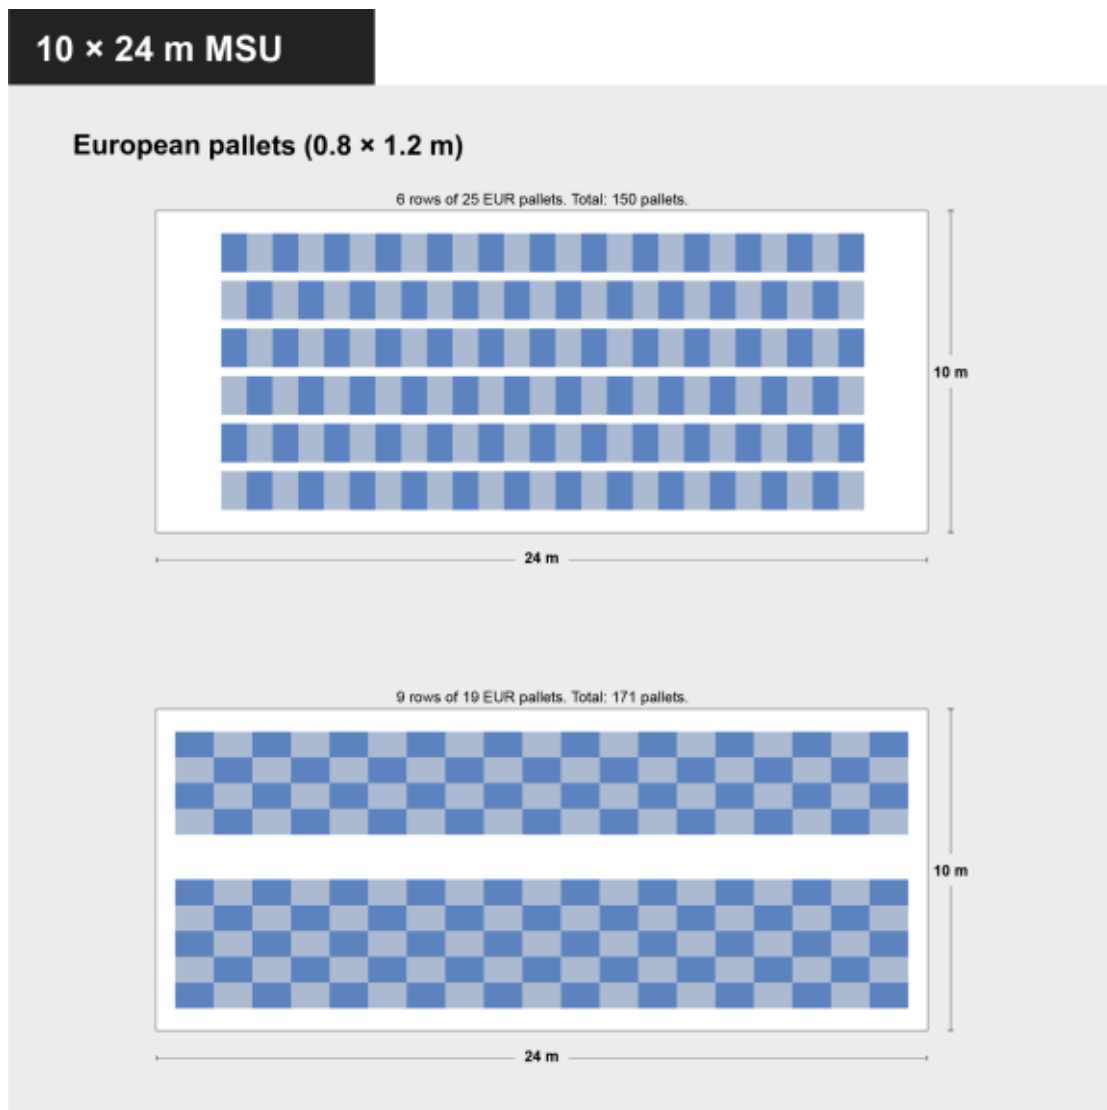 10 × 24 m MSU
European pallets (0.8 × 1.2 m)
6 rows of 25 EUR pallets. Total: 150 pallets.
10 m
24 m
9 rows of 19 EUR pallets. Total: 171 pallets.
10 m
24 m